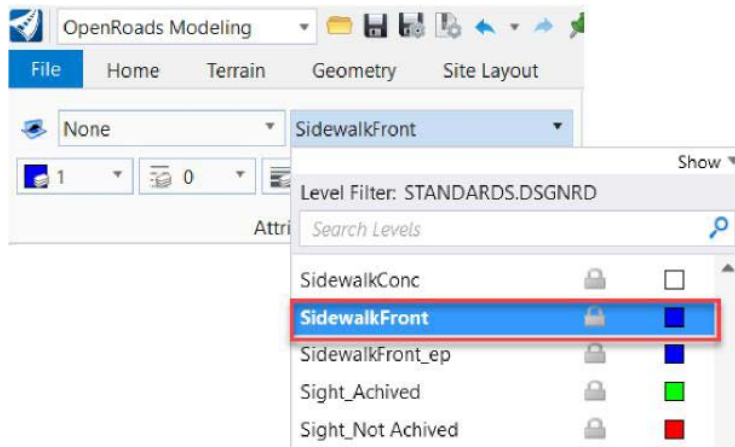 OpenRoads Modeling
File Home Terrain Geometry Site Layout
None SidewalkFront
1 0
Show
Level Filter: STANDARDS.DSGNRD
Attri Search Levels
SidewalkConc
SidewalkFront
SidewalkFront_ep
Sight_Achived
Sight_Not Achived